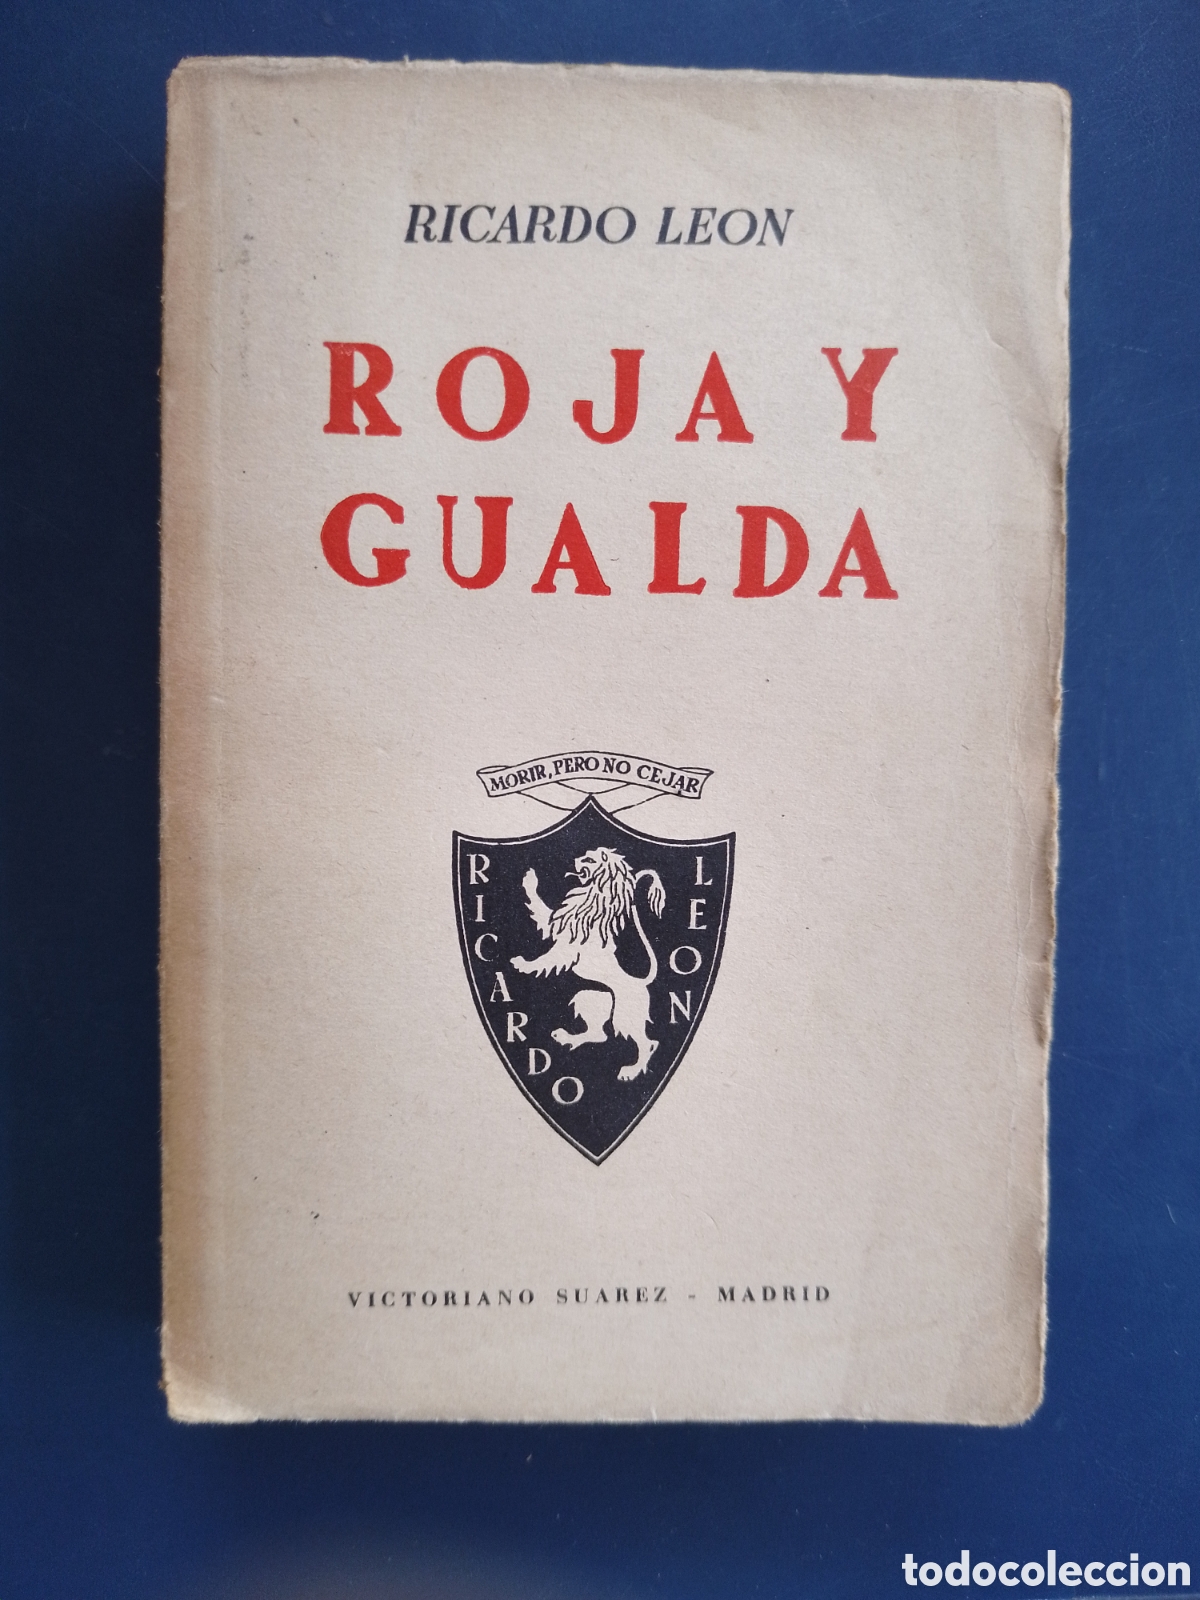 RICARDO LEON
ROJA Y
GUALDA
MORIR, PERO NO CEJAR
RICARDO
LEON
VICTORIANO SUAREZ - MADRID
todocoleccion